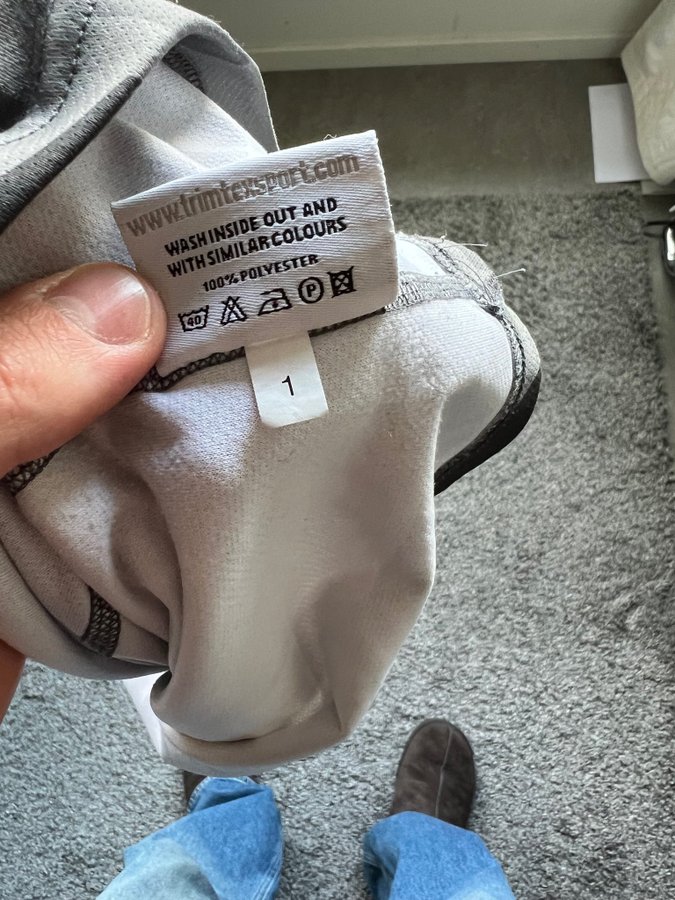 www.trimtexsport.com
WASH INSIDE OUT AND
WITH SIMILAR COLOURS
100% POLYESTER
40 P
1